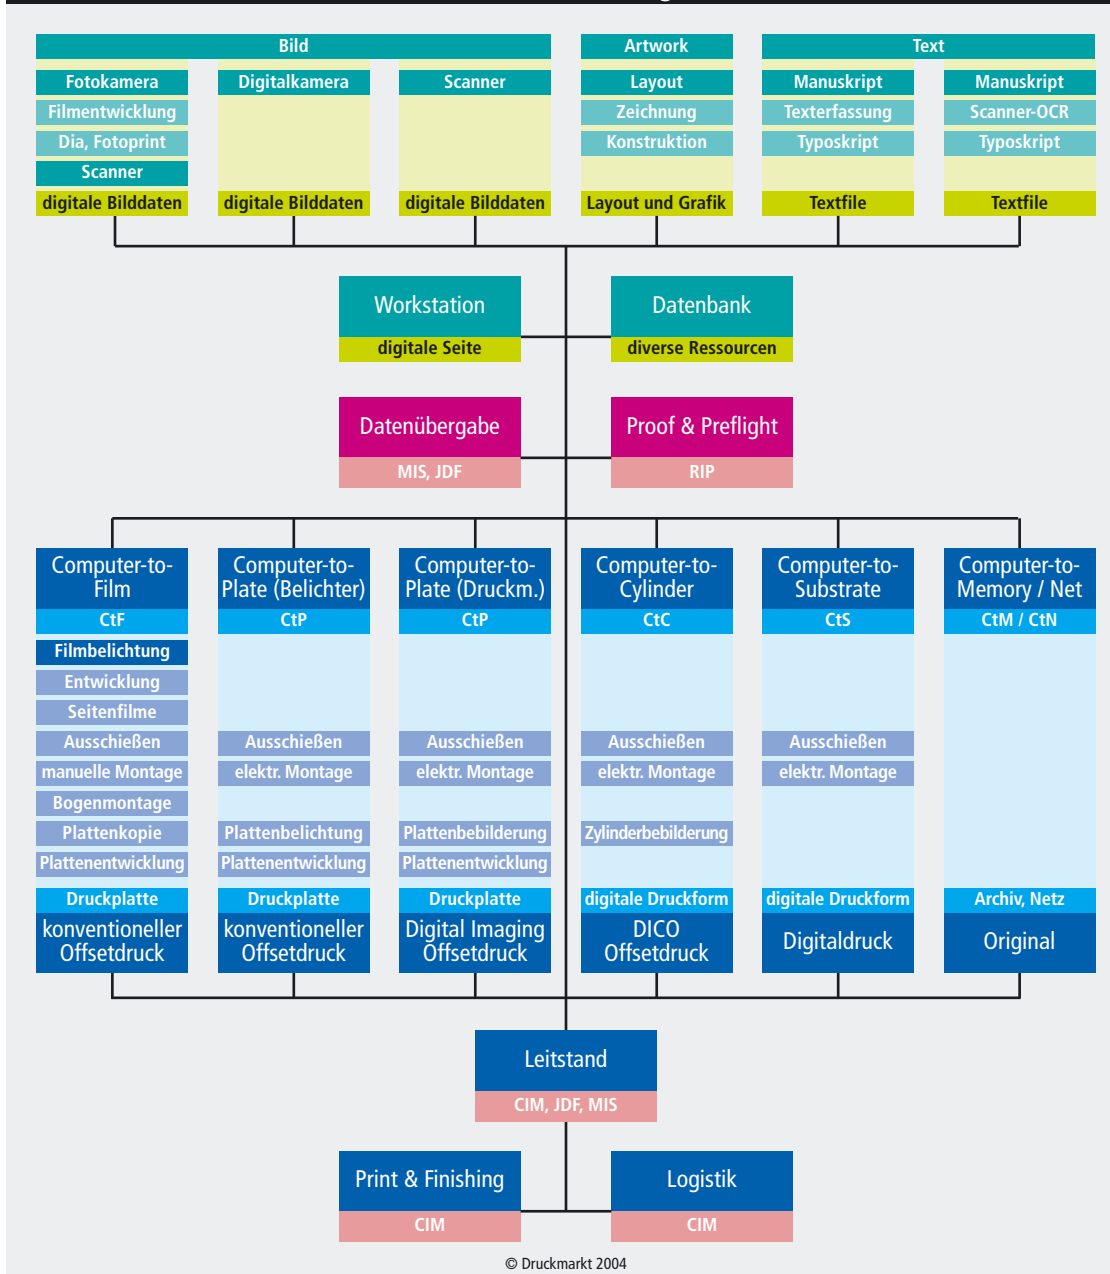 Bild
Artwork
Text
Fotokamera
Digitalkamera
Scanner
Layout
Manuskript
Manuskript
Filmentwicklung
Zeichnung
Texterfassung
Scanner-OCR
Dia, Fotoprint
Konstruktion
Typoskript
Typoskript
Scanner
digitale Bilddaten
digitale Bilddaten
digitale Bilddaten
Layout und Grafik
Textfile
Textfile
Workstation
Datenbank
digitale Seite
diverse Ressourcen
Datenübergabe
Proof & Preflight
MIS, JDF
RIP
Computer-to-
Film
Computer-to-
Plate (Belichter)
Computer-to-
Plate (Druckm.)
Computer-to-
Cylinder
Computer-to-
Substrate
Computer-to-
Memory / Net
CtF
CtP
CtP
CtC
CtS
CtM / CtN
Filmbelichtung
Entwicklung
Seitenfilme
Ausschießen
Ausschießen
Ausschießen
Ausschießen
Ausschießen
manuelle Montage
elektr. Montage
elektr. Montage
elektr. Montage
elektr. Montage
Bogenmontage
Plattenkopie
Plattenbelichtung
Plattenbebilderung
Zylinderbebilderung
Plattenentwicklung
Plattenentwicklung
Plattenentwicklung
Druckplatte
Druckplatte
Druckplatte
digitale Druckform
digitale Druckform
Archiv, Netz
konventioneller
Offsetdruck
konventioneller
Offsetdruck
Digital Imaging
Offsetdruck
DICO
Offsetdruck
Digitaldruck
Original
Leitstand
CIM, JDF, MIS
Print & Finishing
Logistik
CIM
CIM
© Druckmarkt 2004